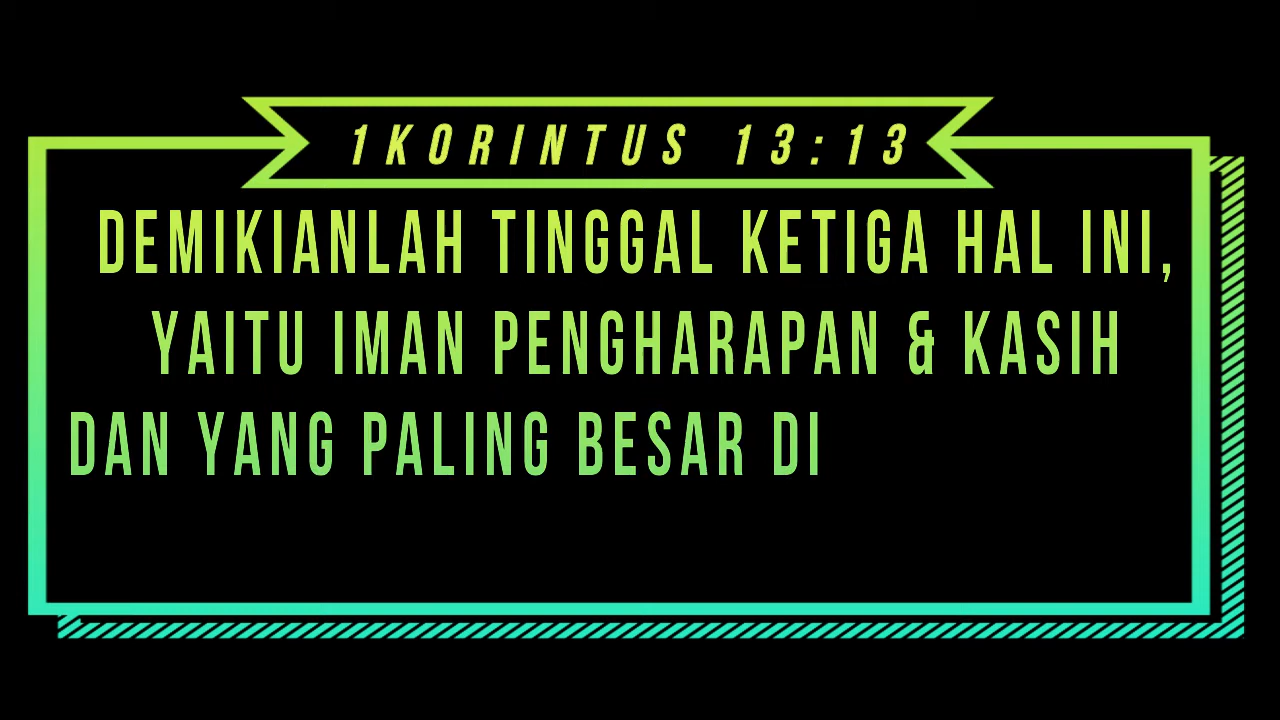 1KORINTUS 13:13
DEMIKIANLAH TINGGAL KETIGA HAL INI,
YAITU IMAN PENGHARAPAN & KASIH
DAN YANG PALING BESAR DI